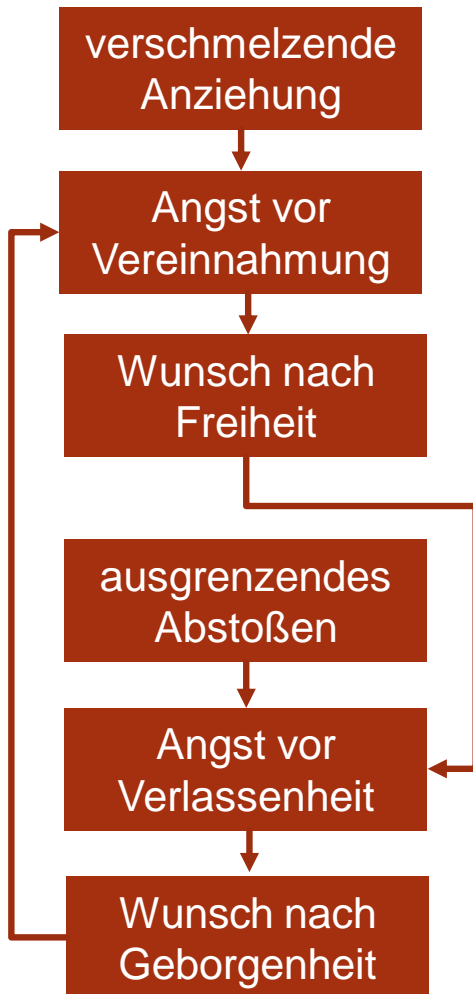 verschmelzende
Anziehung
Angst vor
Vereinnahmung
Wunsch nach
Freiheit
ausgrenzendes
Abstoßen
Angst vor
Verlassenheit
Wunsch nach
Geborgenheit